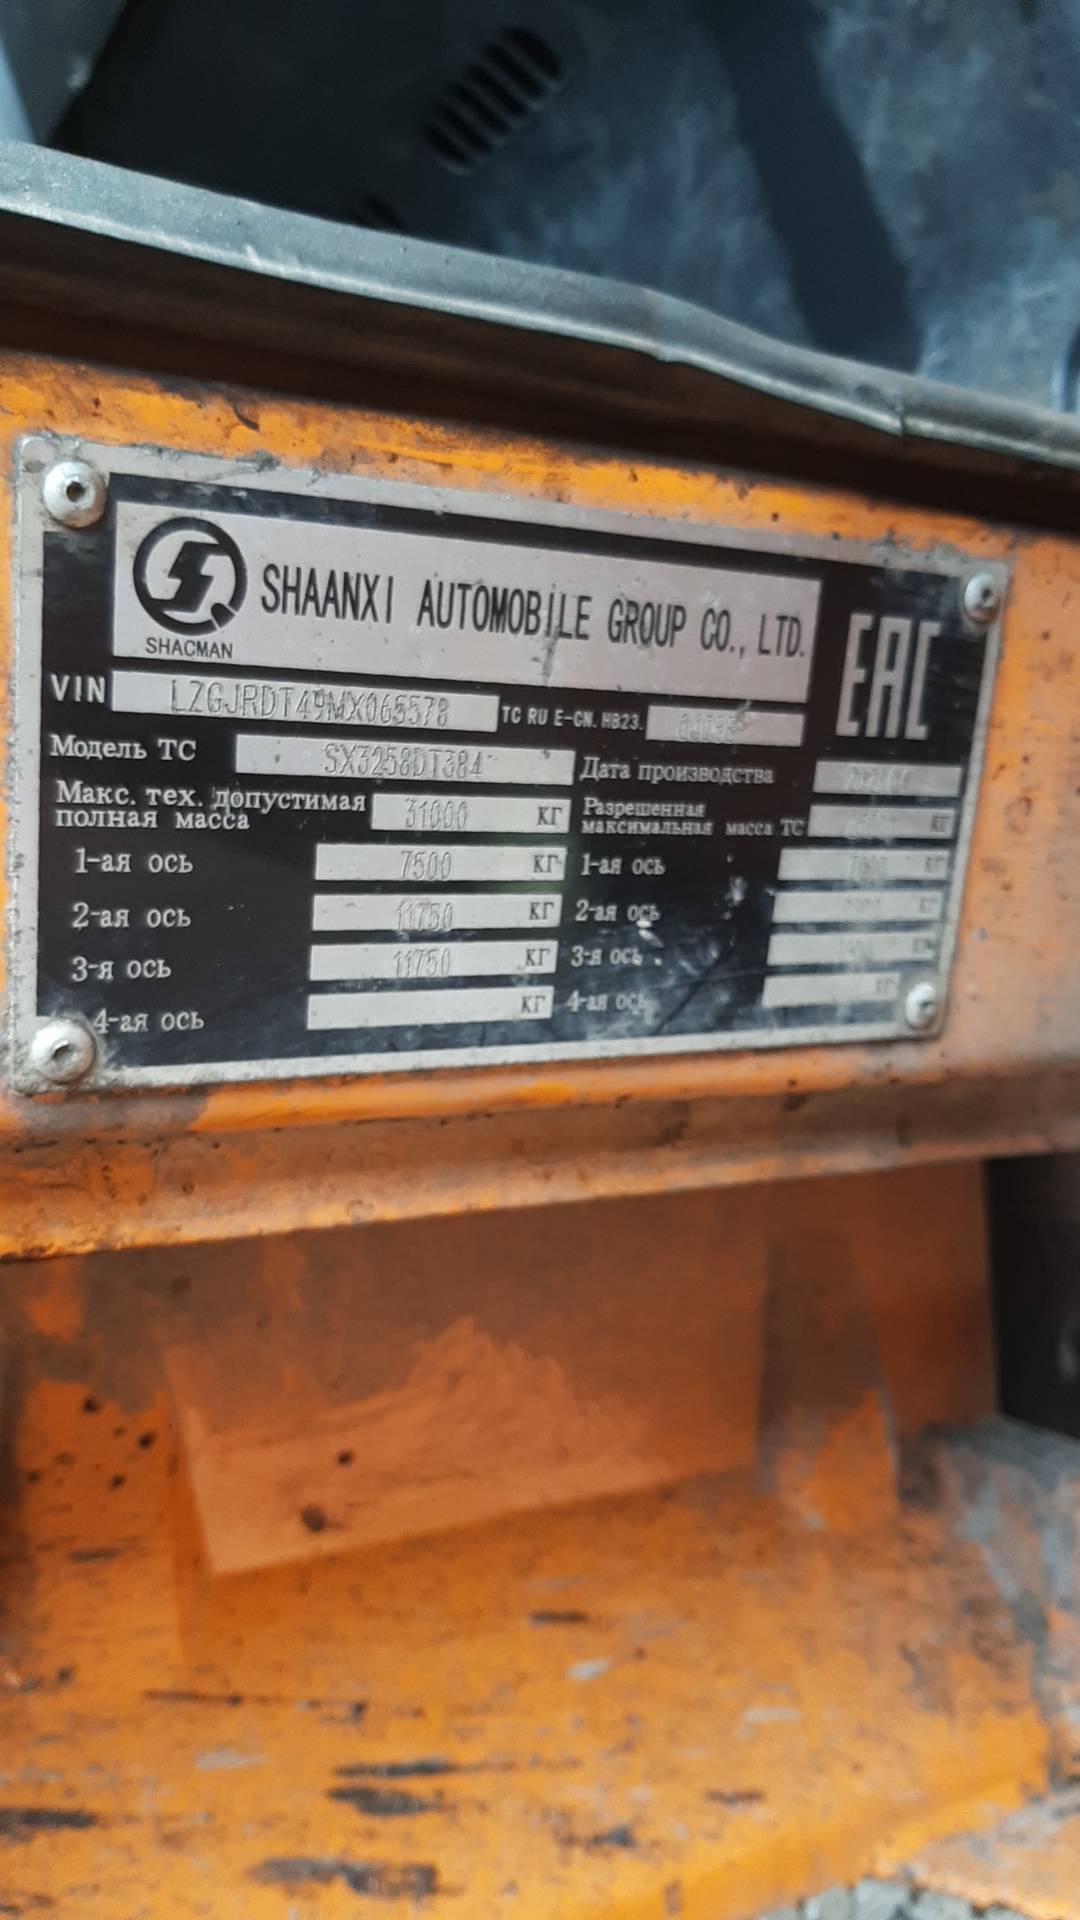 SHAANXI AUTOMOBILE GROUP CO., LTD.
SHACMAN
EAC
VIN LZGJRDT49MX065578 TC RU E-CN.HB23.
Модель ТС SX3258DT384 Дата производства
Макс. тех. допустимая полная масса 31000 КГ Разрешенная максимальная масса ТС КГ
1-ая ось 7500 КГ 1-ая ось КГ
2-ая ось 11750 КГ 2-ая ось КГ
3-я ось 11750 КГ 3-я ось
4-ая ось КГ 4-ая ось КГ